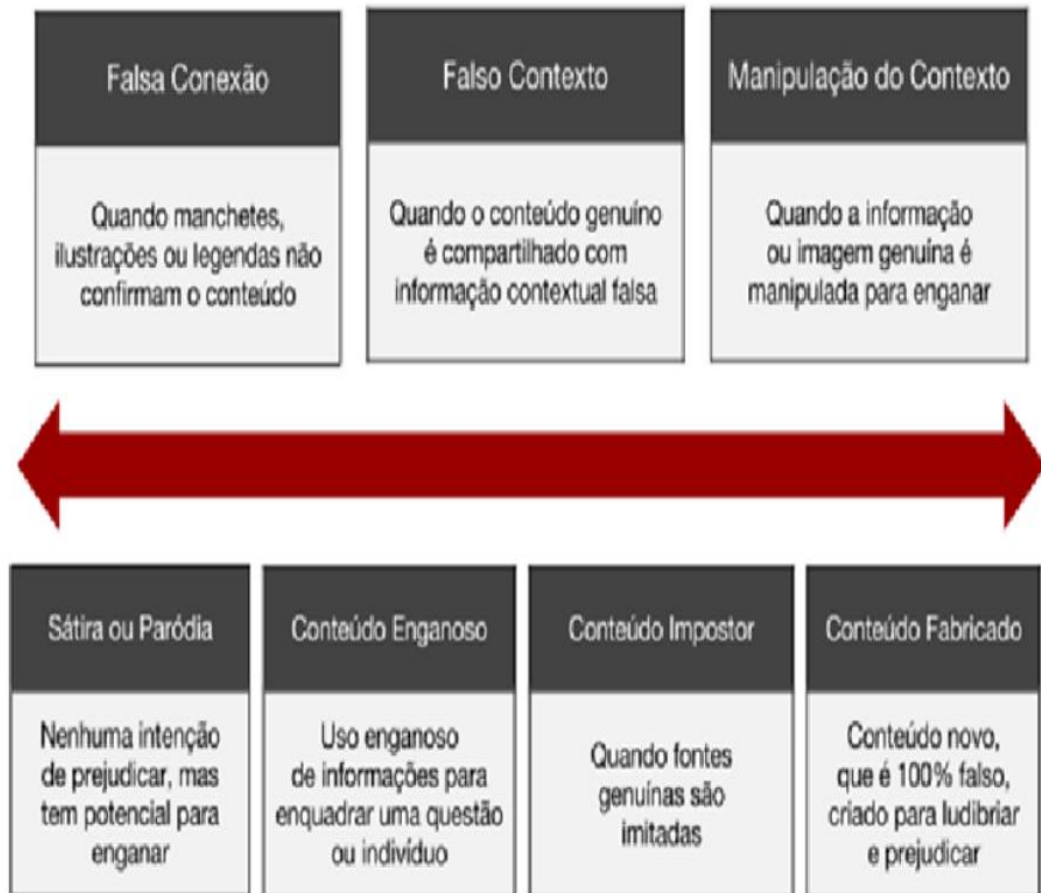 Falsa Conexão
Quando manchetes,
ilustrações ou legendas não
confirmam o conteúdo
Falso Contexto
Quando o conteúdo genuíno
é compartilhado com
informação contextual falsa
Manipulação do Contexto
Quando a informação
ou imagem genuína é
manipulada para enganar
Sátira ou Paródia
Nenhuma intenção
de prejudicar, mas
tem potencial para
enganar
Conteúdo Enganoso
Uso enganoso
de informações para
enquadrar uma questão
ou indivíduo
Conteúdo Impostor
Quando fontes
genuínas são
imitadas
Conteúdo Fabricado
Conteúdo novo,
que é 100% falso,
criado para ludibriar
e prejudicar